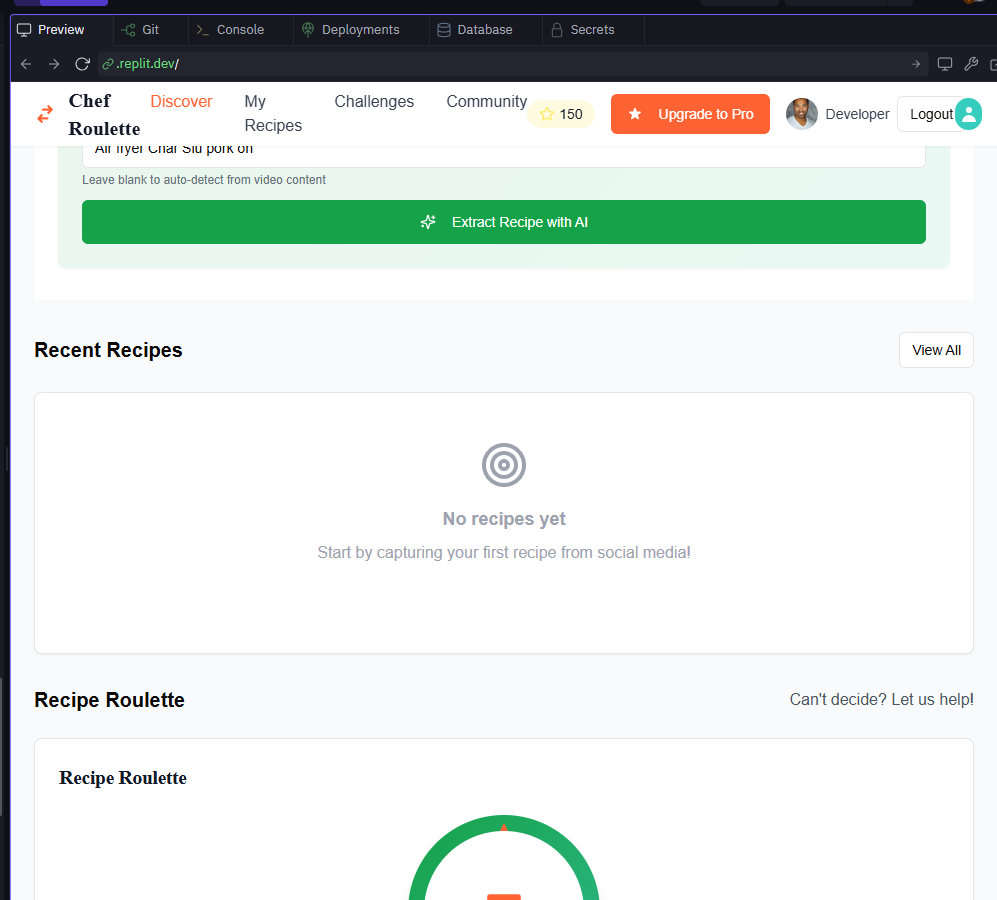 Preview
Git
Console
Deployments
Database
Secrets
.replit.dev/
Chef
Roulette
Discover
My
Recipes
Challenges
Community
150
Upgrade to Pro
Developer
Logout
Air fryer Char Siu pork on
Leave blank to auto-detect from video content
Extract Recipe with AI
Recent Recipes
View All
No recipes yet
Start by capturing your first recipe from social media!
Recipe Roulette
Can't decide? Let us help!
Recipe Roulette